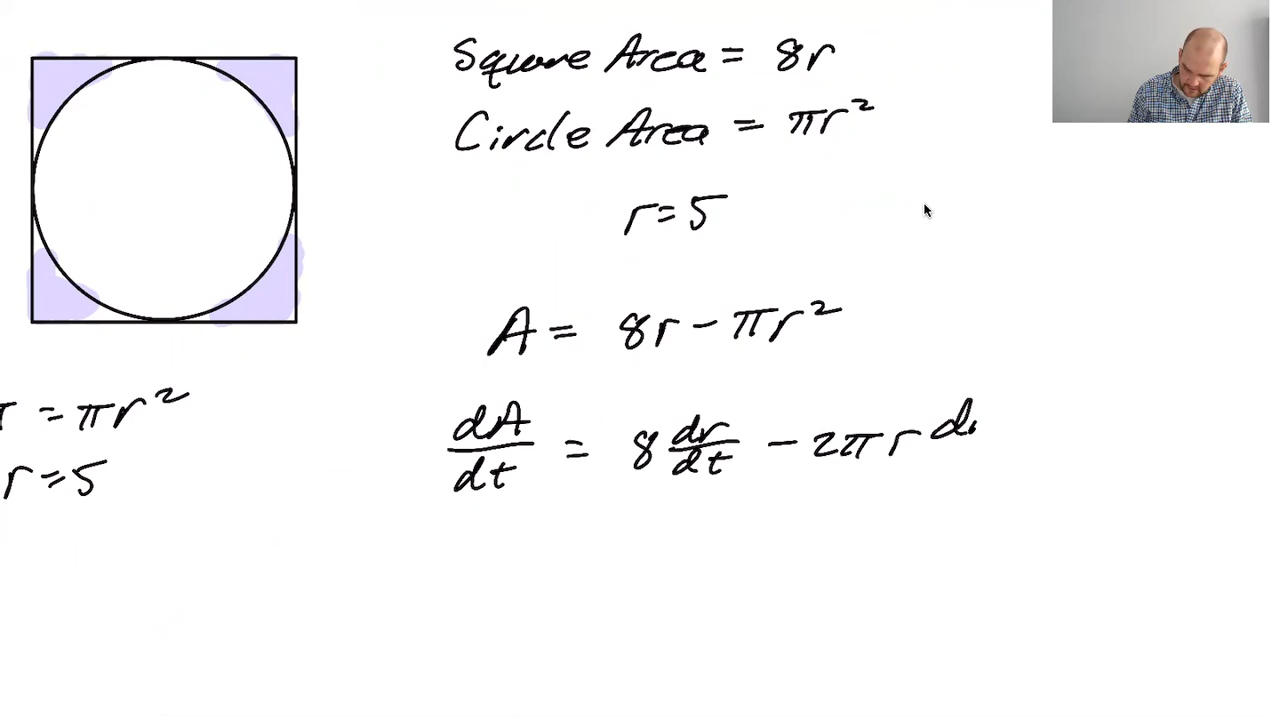 Square Area = 8r
Circle Area = πr²
r = 5
A = 8r − πr²
dA/dt = 8 dr/dt − 2πr d
= πr²
r = 5